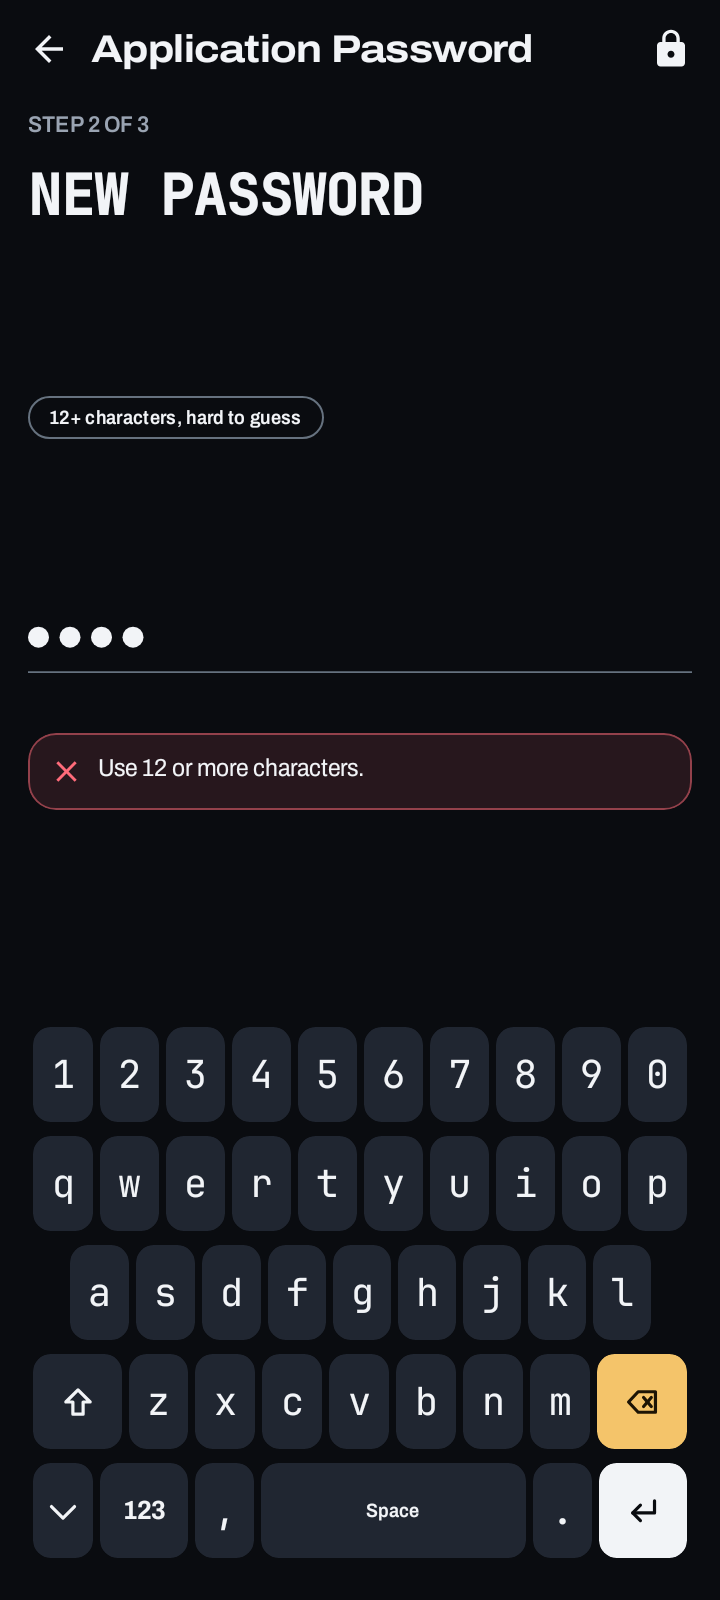 Application Password
STEP 2 OF 3
NEW PASSWORD
12+ characters, hard to guess
Use 12 or more characters.
1 2 3 4 5 6 7 8 9 0
q w e r t y u i o p
a s d f g h j k l
z x c v b n m
123 , Space .